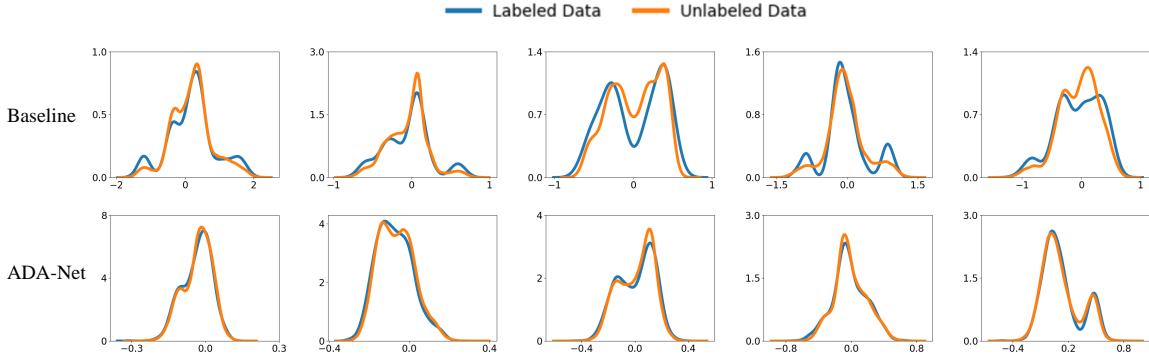 Labeled Data Unlabeled Data
1.0 3.0 1.4 1.6 1.4
Baseline 0.5 1.5 0.7 0.8 0.7
0.0 0.0 0.0 0.0 0.0
−2 0 2 −1 0 1 −1 0 1 −1.5 0.0 1.5 −1 0 1
8 4 4 3.0 3.0
ADA-Net 4 2 2 1.5 1.5
0 0 0 0.0 0.0
−0.3 0.0 0.3 −0.4 0.0 0.4 −0.4 0.0 0.4 −0.8 0.0 0.8 −0.4 0.2 0.8